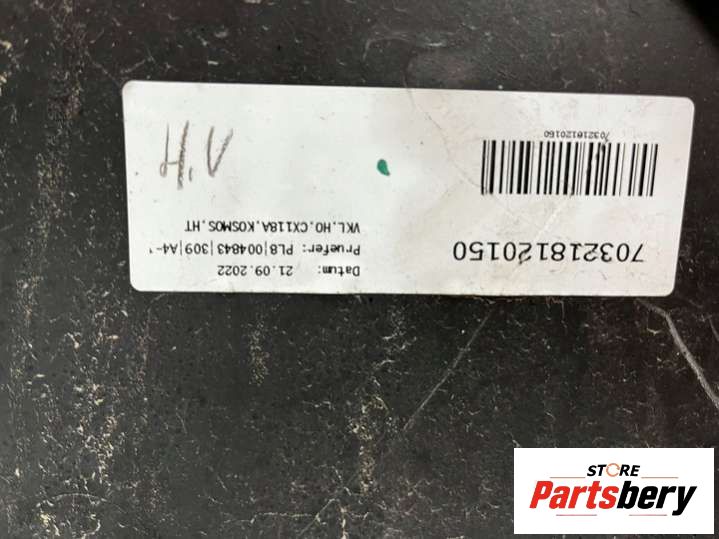 Datum: 21.09.2022
Pruefer: PL8|004843|309|A4-
VKL.HO.CX118A.KOSMOS.HT
703218120150
703218120150
STORE
Partsbery